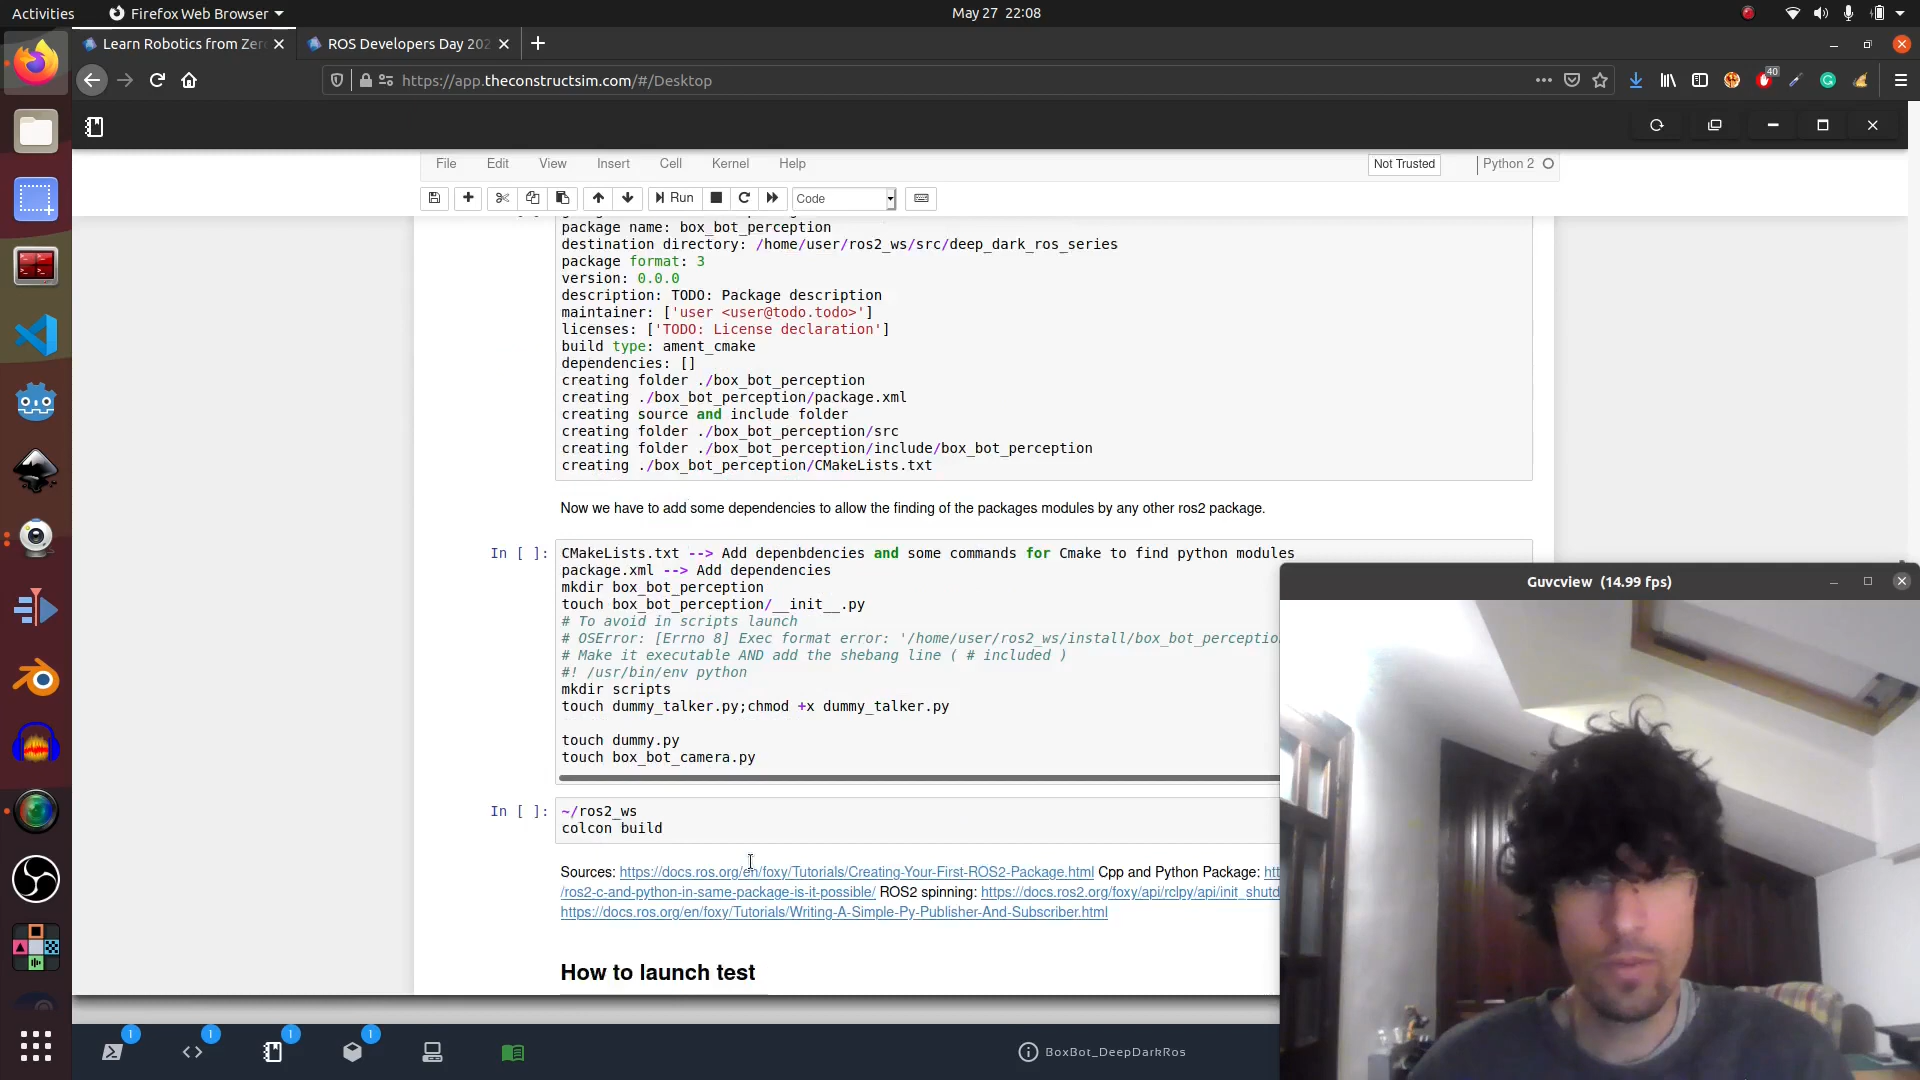 Activities
Firefox Web Browser
May 27 22:08
Learn Robotics from Zer
ROS Developers Day 202
https://app.theconstructsim.com/#/Desktop
40
File Edit View Insert Cell Kernel Help
Not Trusted
Python 2
Run
Code
package name: box_bot_perception
destination directory: /home/user/ros2_ws/src/deep_dark_ros_series
package format: 3
version: 0.0.0
description: TODO: Package description
maintainer: ['user <user@todo.todo>']
licenses: ['TODO: License declaration']
build type: ament_cmake
dependencies: []
creating folder ./box_bot_perception
creating ./box_bot_perception/package.xml
creating source and include folder
creating folder ./box_bot_perception/src
creating folder ./box_bot_perception/include/box_bot_perception
creating ./box_bot_perception/CMakeLists.txt
Now we have to add some dependencies to allow the finding of the packages modules by any other ros2 package.
In [ ]:
CMakeLists.txt --> Add depenbdencies and some commands for Cmake to find python modules
package.xml --> Add dependencies
mkdir box_bot_perception
touch box_bot_perception/__init__.py
# To avoid in scripts launch
# OSError: [Errno 8] Exec format error: '/home/user/ros2_ws/install/box_bot_perceptio
# Make it executable AND add the shebang line ( # included )
#! /usr/bin/env python
mkdir scripts
touch dummy_talker.py;chmod +x dummy_talker.py
touch dummy.py
touch box_bot_camera.py
In [ ]:
~/ros2_ws
colcon build
Sources: https://docs.ros.org/en/foxy/Tutorials/Creating-Your-First-ROS2-Package.html Cpp and Python Package: htt
/ros2-c-and-python-in-same-package-is-it-possible/ ROS2 spinning: https://docs.ros2.org/foxy/api/rclpy/api/init_shutd
https://docs.ros.org/en/foxy/Tutorials/Writing-A-Simple-Py-Publisher-And-Subscriber.html
How to launch test
Guvcview (14.99 fps)
1
1
1
1
BoxBot_DeepDarkRos